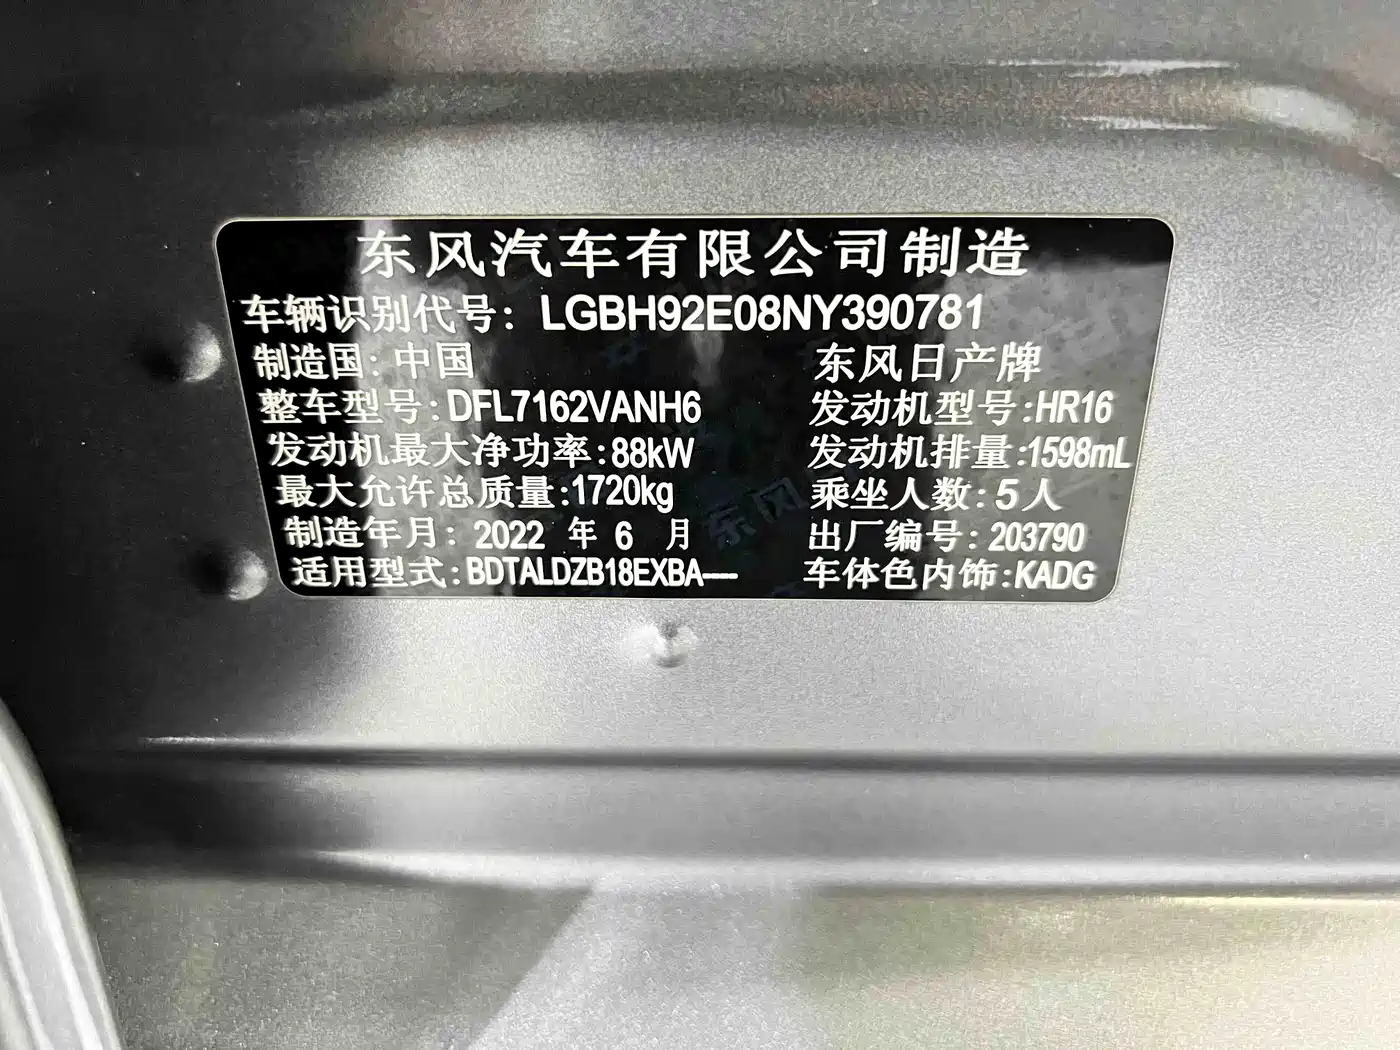 东风汽车有限公司制造
车辆识别代号：LGBH92E08NY390781
制造国：中国 东风日产牌
整车型号:DFL7162VANH6 发动机型号:HR16
发动机最大净功率:88kW 发动机排量:1598mL
最大允许总质量:1720kg 乘坐人数:5人
制造年月：2022 年 6 月 出厂编号：203790
适用型式:BDTALDZB18EXBA---- 车体色内饰:KADG